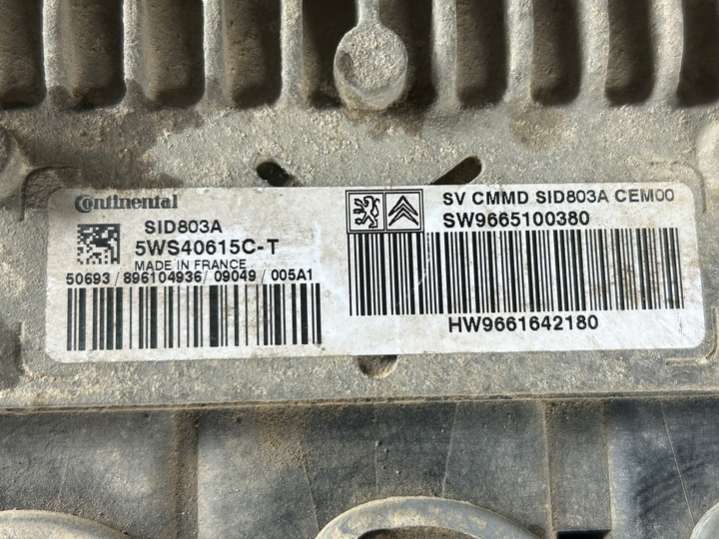 Continental
SID803A
5WS40615C-T
MADE IN FRANCE
50693 / 896104936 / 09049 / 005A1
SV CMMD SID803A CEM00
SW9665100380
HW9661642180